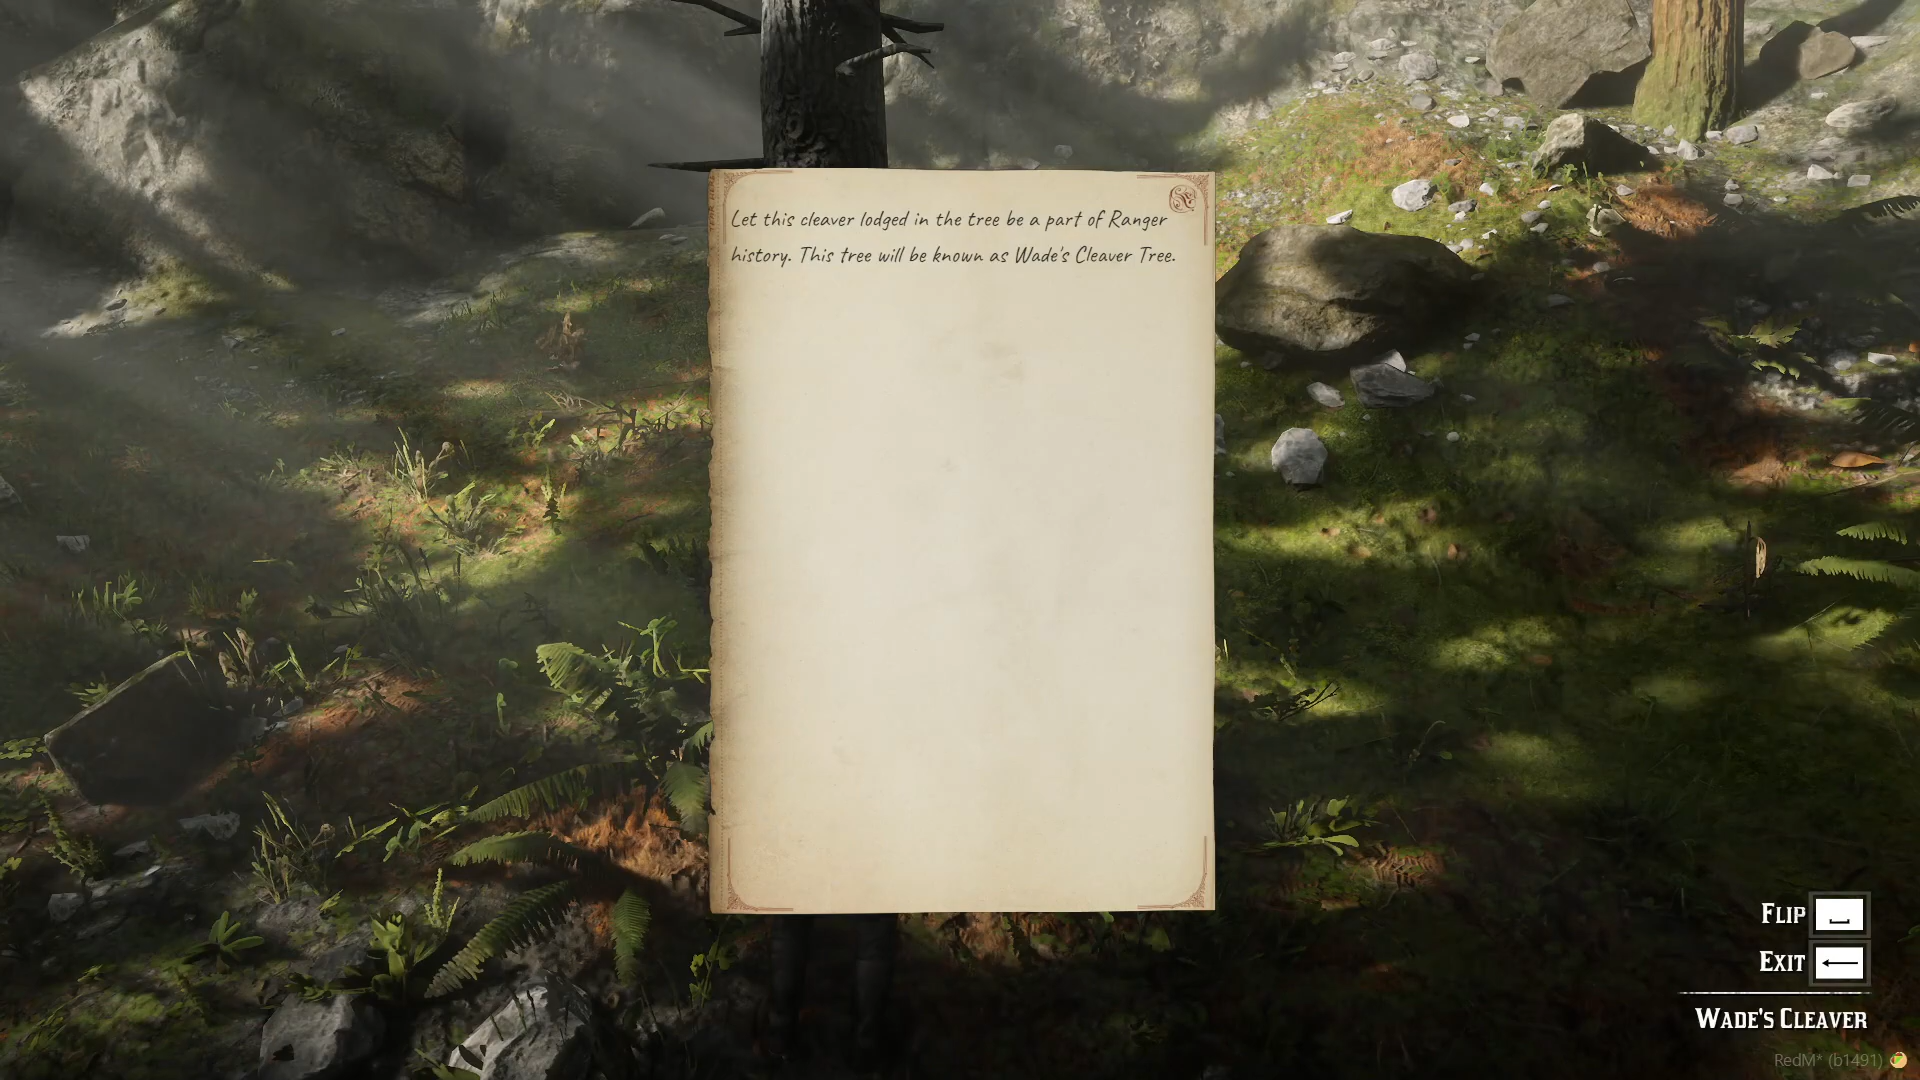 Let this cleaver lodged in the tree be a part of Ranger
history. This tree will be known as Wade's Cleaver Tree.
FLIP
EXIT
WADE'S CLEAVER
RedM* (b1491)